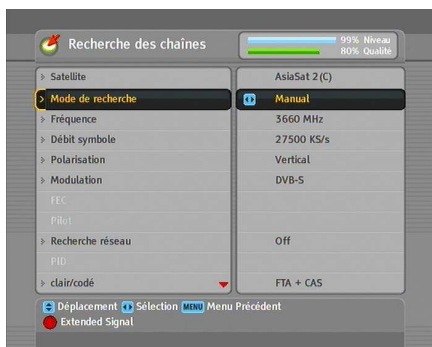 Recherche des chaînes
99% Niveau
80% Qualité
Satellite AsiaSat 2 (C)
Mode de recherche Manual
Fréquence 3660 MHz
Débit symbole 27500 KS/s
Polarisation Vertical
Modulation DVB-S
FEC
Pilot
Recherche réseau Off
PID
clair/codé FTA + CAS
Déplacement Sélection MENU Menu Précédent
Extended Signal